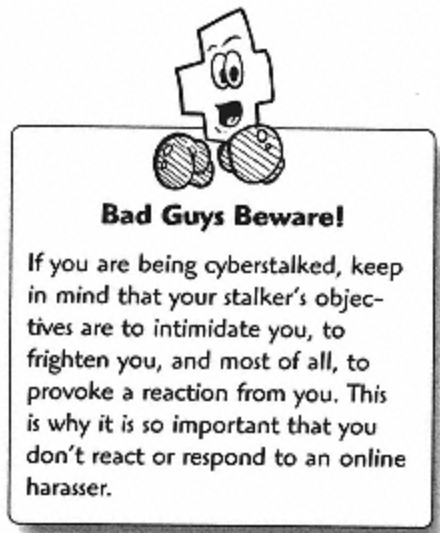 Bad Guys Beware!
If you are being cyberstalked, keep
in mind that your stalker's objec-
tives are to intimidate you, to
frighten you, and most of all, to
provoke a reaction from you. This
is why it is so important that you
don't react or respond to an online
harasser.